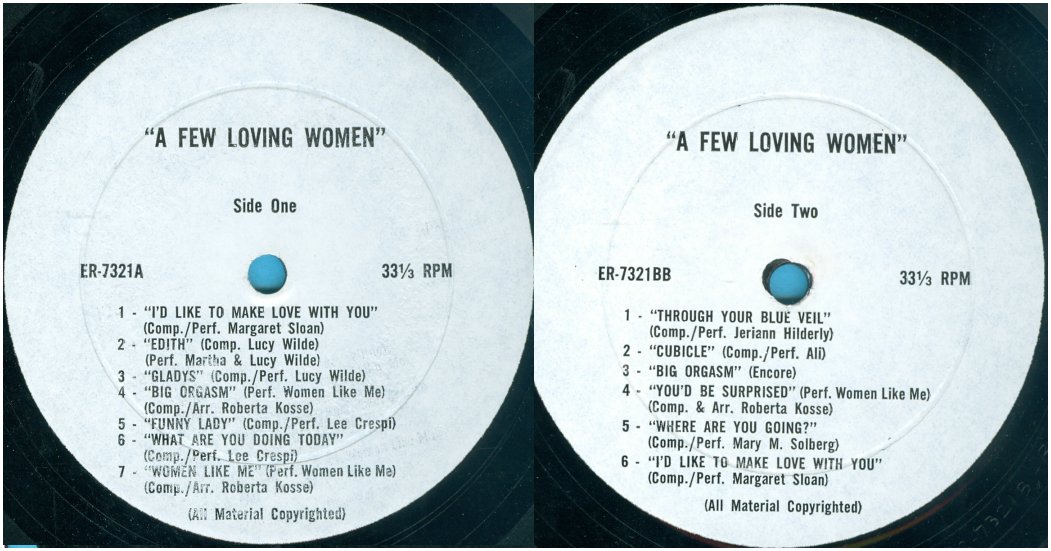 "A FEW LOVING WOMEN"
Side One
ER-7321A
33⅓ RPM
1 - "I'D LIKE TO MAKE LOVE WITH YOU"
(Comp./Perf. Margaret Sloan)
2 - "EDITH" (Comp. Lucy Wilde)
(Perf. Martha & Lucy Wilde)
3 - "GLADYS" (Comp./Perf. Lucy Wilde)
4 - "BIG ORGASM" (Perf. Women Like Me)
(Comp./Arr. Roberta Kosse)
5 - "FUNNY LADY" (Comp./Perf. Lee Crespi)
6 - "WHAT ARE YOU DOING TODAY"
(Comp./Perf. Lee Crespi)
7 - "WOMEN LIKE ME" (Perf. Women Like Me)
(Comp./Arr. Roberta Kosse)
(All Material Copyrighted)
"A FEW LOVING WOMEN"
Side Two
ER-7321BB
33⅓ RPM
1 - "THROUGH YOUR BLUE VEIL"
(Comp./Perf. Jeriann Hilderly)
2 - "CUBICLE" (Comp./Perf. Ali)
3 - "BIG ORGASM" (Encore)
4 - "YOU'D BE SURPRISED" (Perf. Women Like Me)
(Comp. & Arr. Roberta Kosse)
5 - "WHERE ARE YOU GOING?"
(Comp./Perf. Mary M. Solberg)
6 - "I'D LIKE TO MAKE LOVE WITH YOU"
(Comp./Perf. Margaret Sloan)
(All Material Copyrighted)